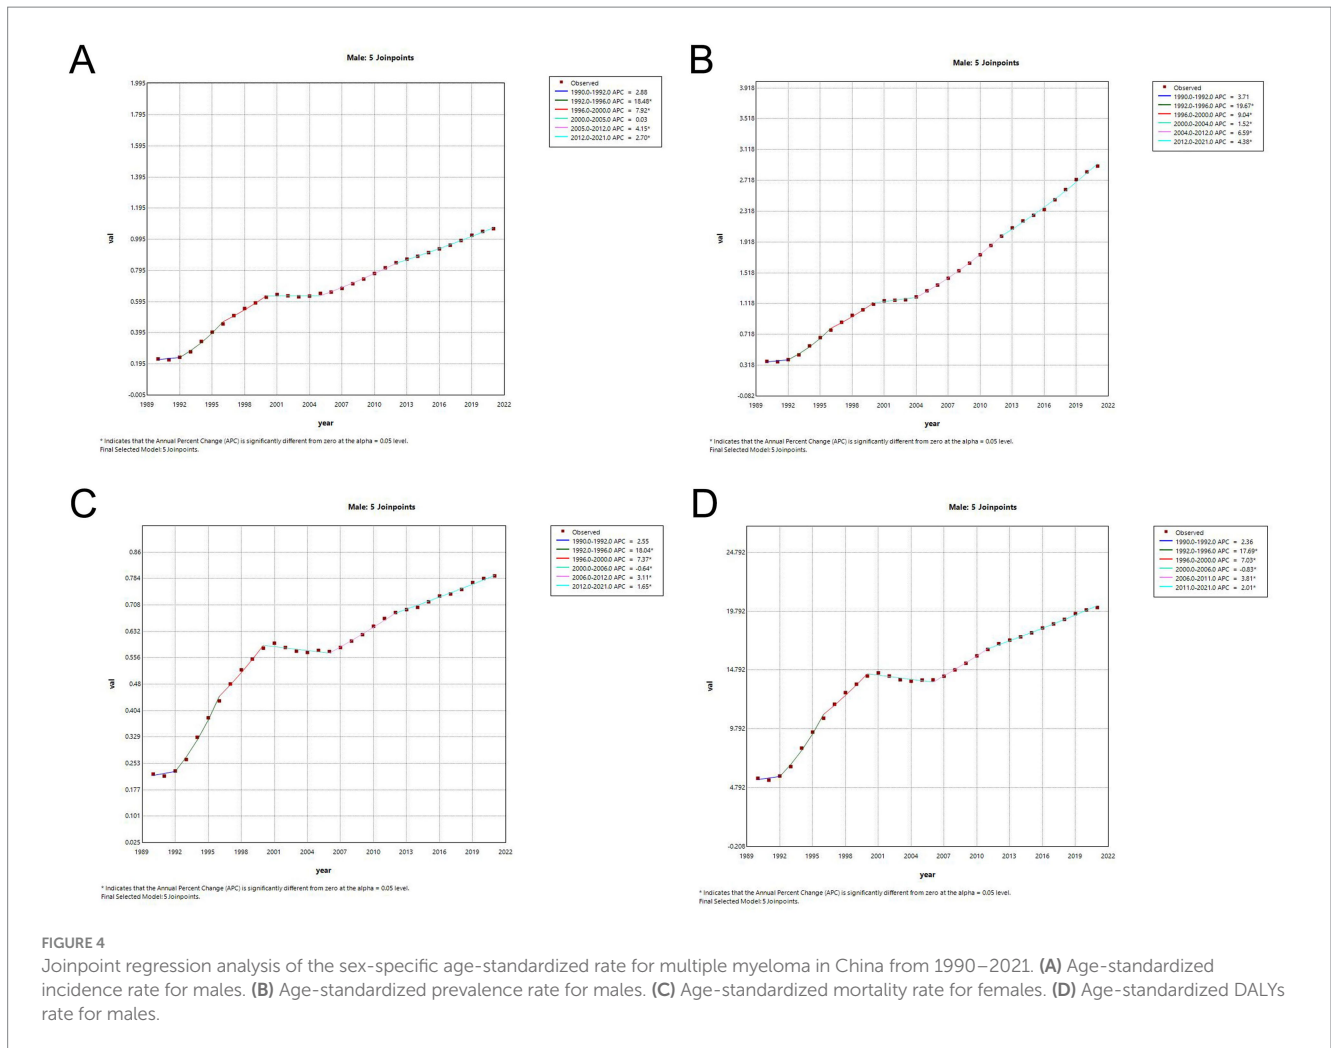 A
Male: 5 Joinpoints
1.995
1.795
1.595
1.395
1.195
0.995
0.795
0.595
0.395
0.195
-0.005
val
1989 1992 1995 1998 2001 2004 2007 2010 2013 2016 2019 2022
year
Observed
1990.0-1992.0 APC = 2.88
1992.0-1996.0 APC = 18.48*
1996.0-2000.0 APC = 7.92*
2000.0-2005.0 APC = 0.03
2005.0-2012.0 APC = 4.15*
2012.0-2021.0 APC = 2.70*
* Indicates that the Annual Percent Change (APC) is significantly different from zero at the alpha = 0.05 level.
Final Selected Model: 5 Joinpoints.
B
Male: 5 Joinpoints
3.918
3.518
3.118
2.718
2.318
1.918
1.518
1.118
0.718
0.318
-0.082
val
1989 1992 1995 1998 2001 2004 2007 2010 2013 2016 2019 2022
year
Observed
1990.0-1992.0 APC = 3.71
1992.0-1996.0 APC = 19.67*
1996.0-2000.0 APC = 9.04*
2000.0-2004.0 APC = 1.52*
2004.0-2012.0 APC = 6.59*
2012.0-2021.0 APC = 4.38*
* Indicates that the Annual Percent Change (APC) is significantly different from zero at the alpha = 0.05 level.
Final Selected Model: 5 Joinpoints.
C
Male: 5 Joinpoints
0.86
0.784
0.708
0.632
0.556
0.48
0.404
0.329
0.253
0.177
0.101
0.025
val
1989 1992 1995 1998 2001 2004 2007 2010 2013 2016 2019 2022
year
Observed
1990.0-1992.0 APC = 2.55
1992.0-1996.0 APC = 18.04*
1996.0-2000.0 APC = 7.37*
2000.0-2006.0 APC = -0.64*
2006.0-2012.0 APC = 3.11*
2012.0-2021.0 APC = 1.65*
* Indicates that the Annual Percent Change (APC) is significantly different from zero at the alpha = 0.05 level.
Final Selected Model: 5 Joinpoints.
D
Male: 5 Joinpoints
24.792
19.792
14.792
9.792
4.792
-0.208
val
1989 1992 1995 1998 2001 2004 2007 2010 2013 2016 2019 2022
year
Observed
1990.0-1992.0 APC = 2.36
1992.0-1996.0 APC = 17.69*
1996.0-2000.0 APC = 7.03*
2000.0-2006.0 APC = -0.83*
2006.0-2011.0 APC = 3.81*
2011.0-2021.0 APC = 2.01*
* Indicates that the Annual Percent Change (APC) is significantly different from zero at the alpha = 0.05 level.
Final Selected Model: 5 Joinpoints.
FIGURE 4
Joinpoint regression analysis of the sex-specific age-standardized rate for multiple myeloma in China from 1990–2021. (A) Age-standardized
incidence rate for males. (B) Age-standardized prevalence rate for males. (C) Age-standardized mortality rate for females. (D) Age-standardized DALYs
rate for males.